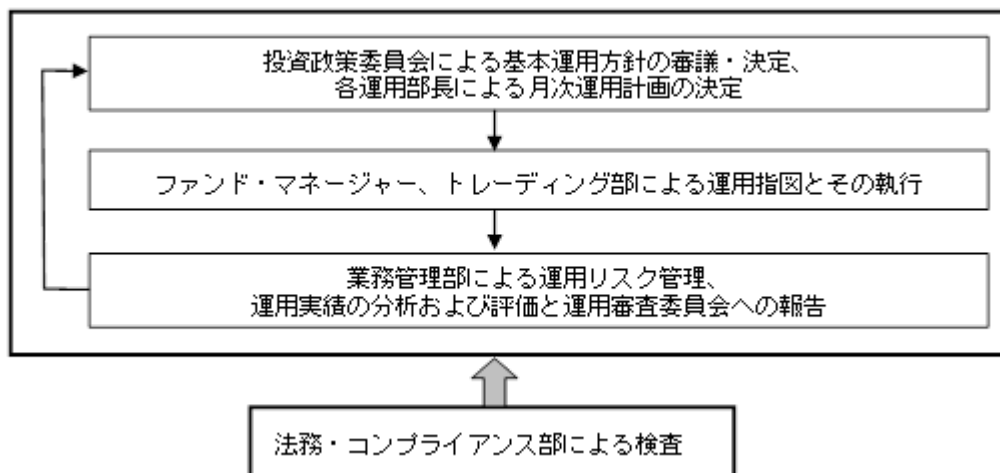 投資政策委員会による基本運用方針の審議・決定、
各運用部長による月次運用計画の決定
ファンド・マネージャー、トレーディング部による運用指図とその執行
業務管理部による運用リスク管理、
運用実績の分析および評価と運用審査委員会への報告
法務・コンプライアンス部による検査